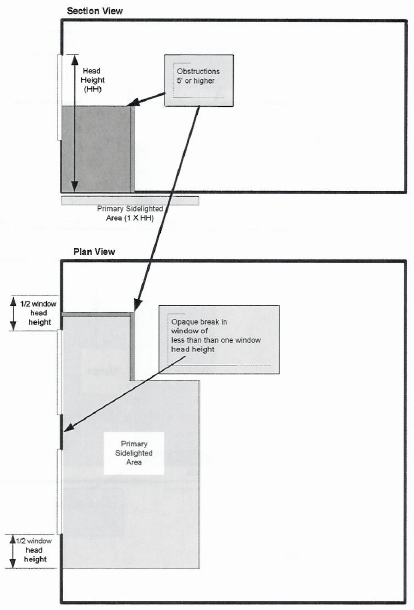 Section View
Head
Height
(HH)
Obstructions
5' or higher
Primary Sidelighted
Area (1 X HH)
Plan View
1/2 window
head
height
Opaque break in
window of
less than than one window
head height
Primary
Sidelighted
Area
1/2 window
head
height